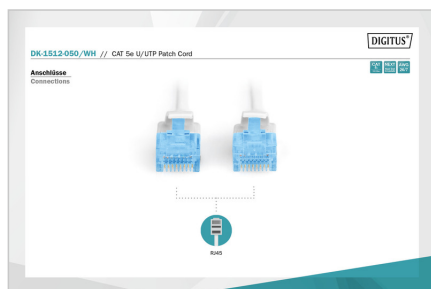 DIGITUS®
DK-1512-050/WH // CAT 5e U/UTP Patch Cord
Anschlüsse
Connections
RJ45